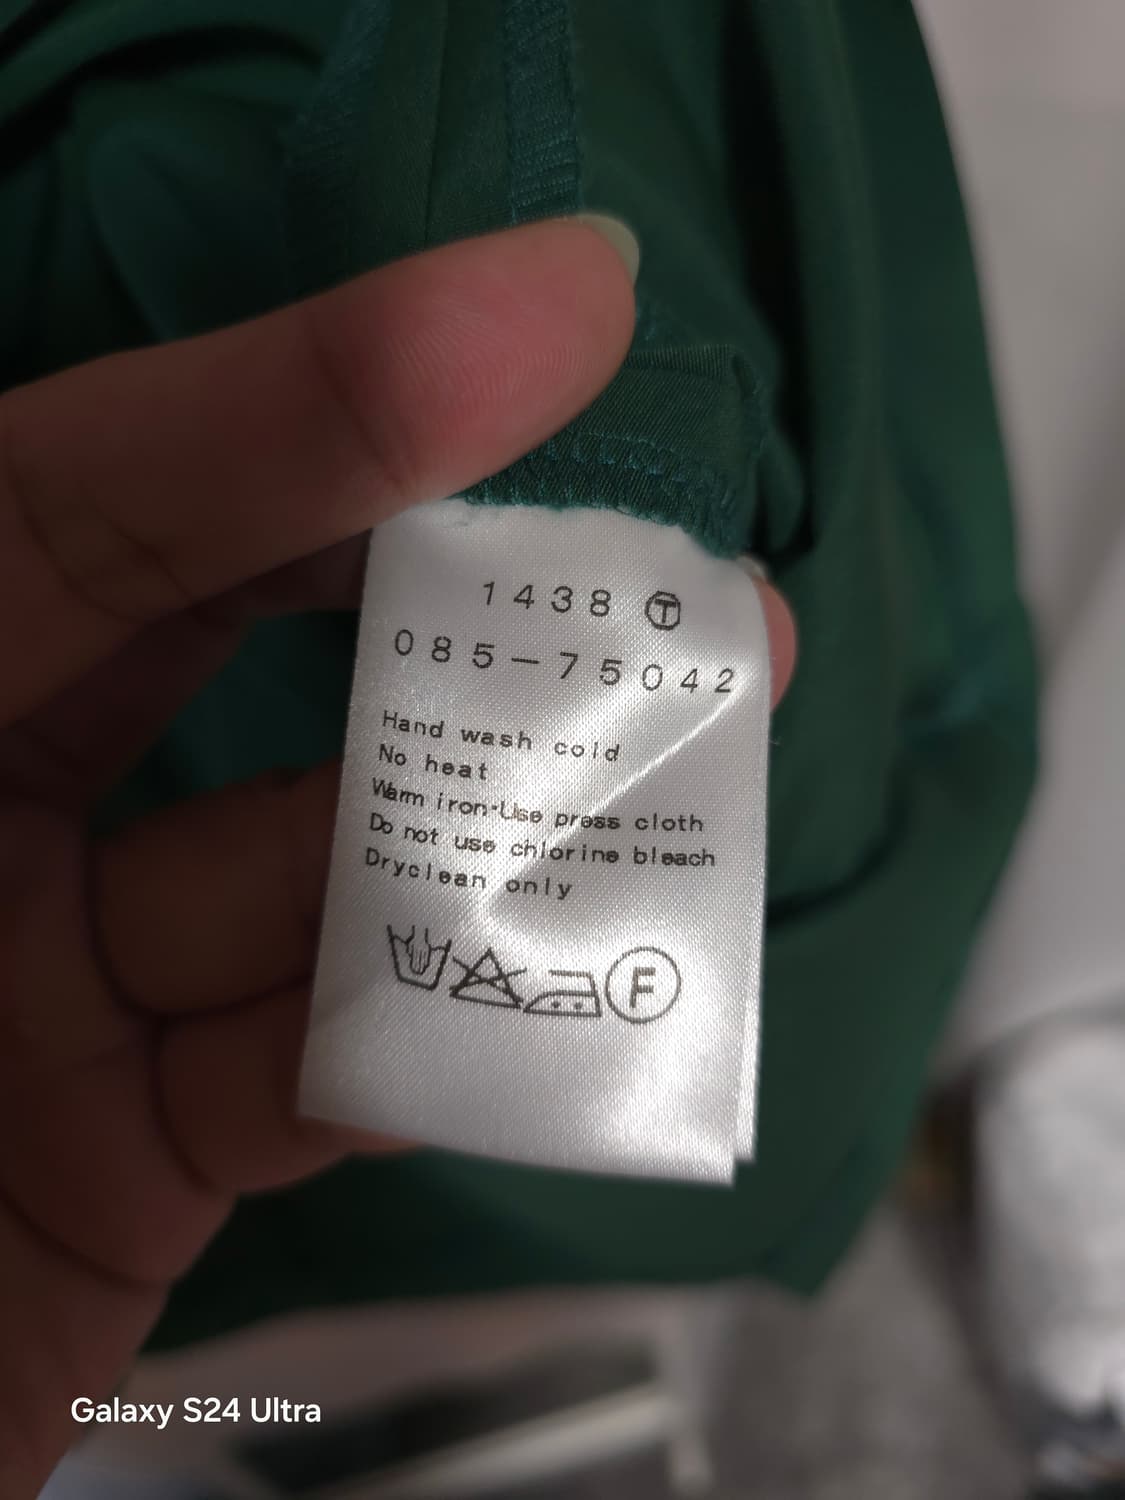 1438 Ⓣ
085-75042
Hand wash cold
No heat
Warm iron·Use press cloth
Do not use chlorine bleach
Dryclean only
F
Galaxy S24 Ultra